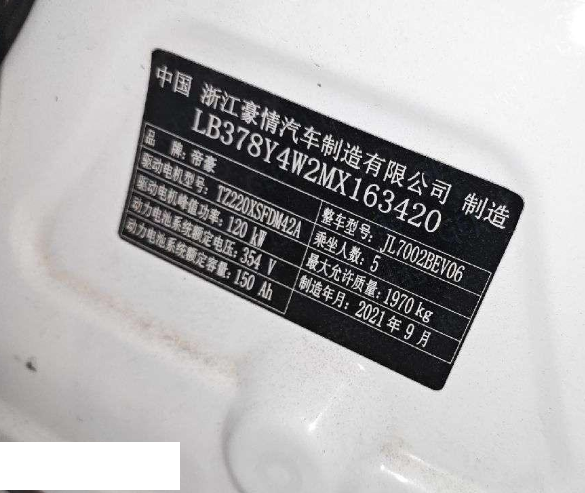 中国 浙江豪情汽车制造有限公司 制造
LB378Y4W2MX163420
品 牌: 帝豪
整车型号: JL7002BEV06
驱动电机型号: TZ220XSFDM42A
乘坐人数: 5
驱动电机峰值功率: 120 kW
最大允许质量: 1970 kg
动力电池系统额定电压: 354 V
制造年月: 2021 年 9 月
动力电池系统额定容量: 150 Ah